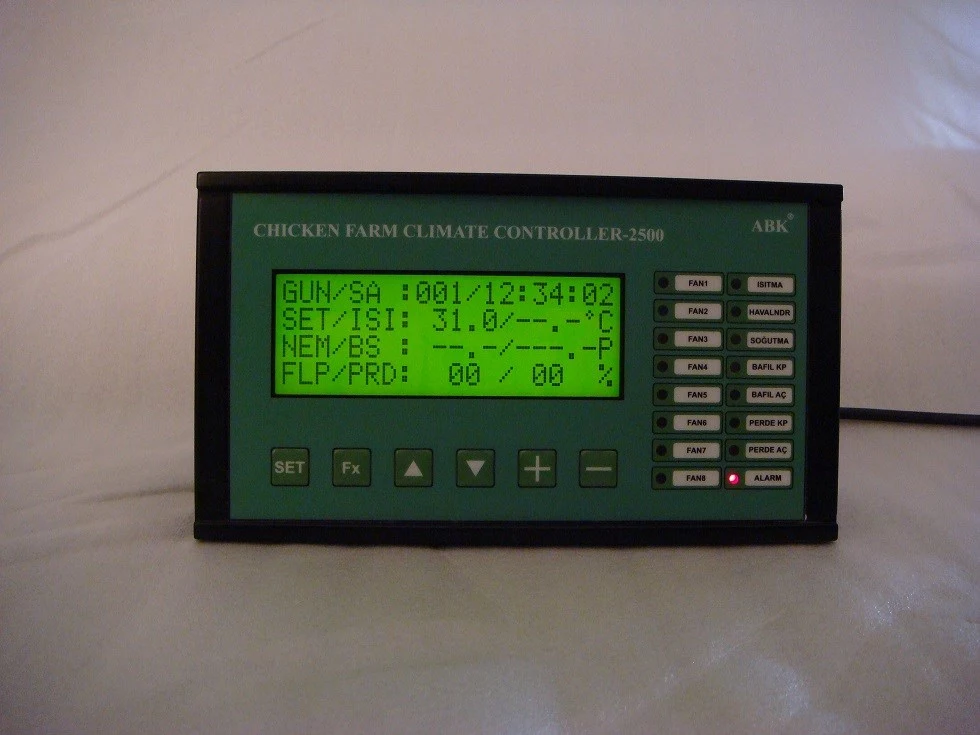 CHICKEN FARM CLIMATE CONTROLLER-2500
ABK®
GUN/SA :001/12:34:02
SET/ISI: 31.0/--.-°C
NEM/BS : --.-/---.-P
FLP/PRD: 00 / 00 %
FAN1 ISITMA
FAN2 HAVALNDR
FAN3 SOĞUTMA
FAN4 BAFIL KP
FAN5 BAFIL AÇ
FAN6 PERDE KP
FAN7 PERDE AÇ
FAN8 ALARM
SET Fx ▲ ▼ + -